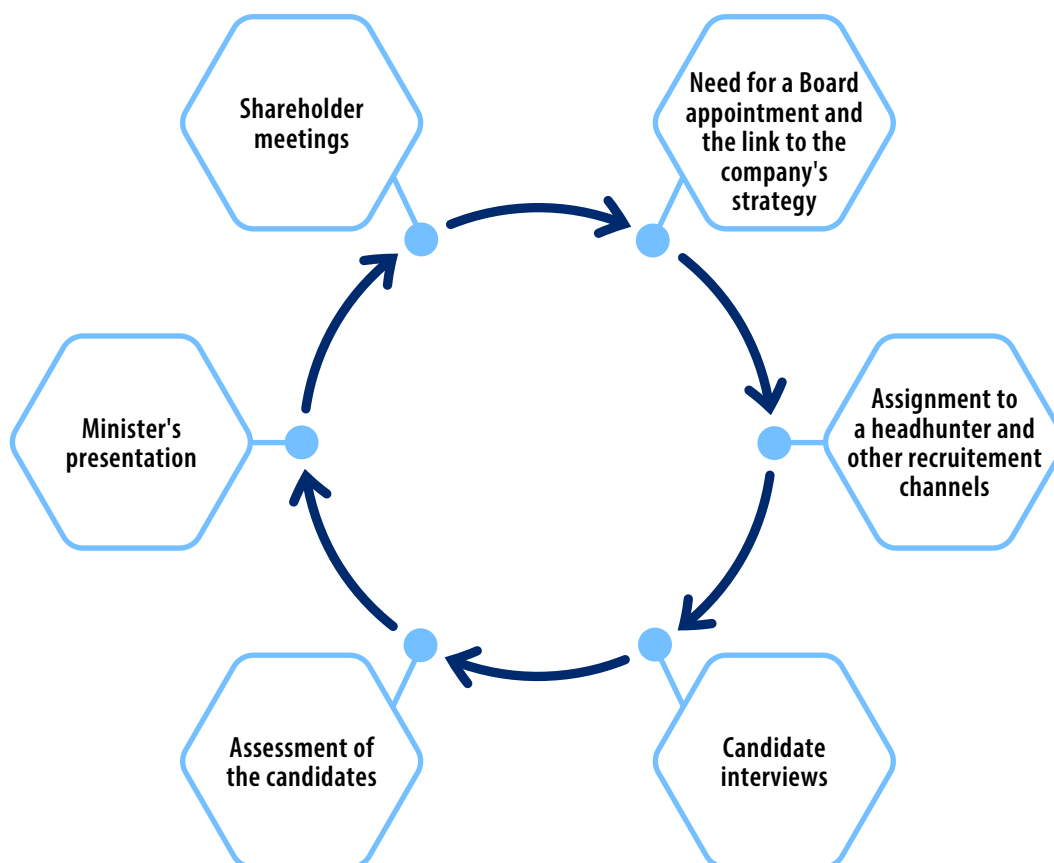 Shareholder
meetings
Need for a Board
appointment and
the link to the
company's
strategy
Assignment to
a headhunter and
other recruitement
channels
Candidate
interviews
Assessment of
the candidates
Minister's
presentation